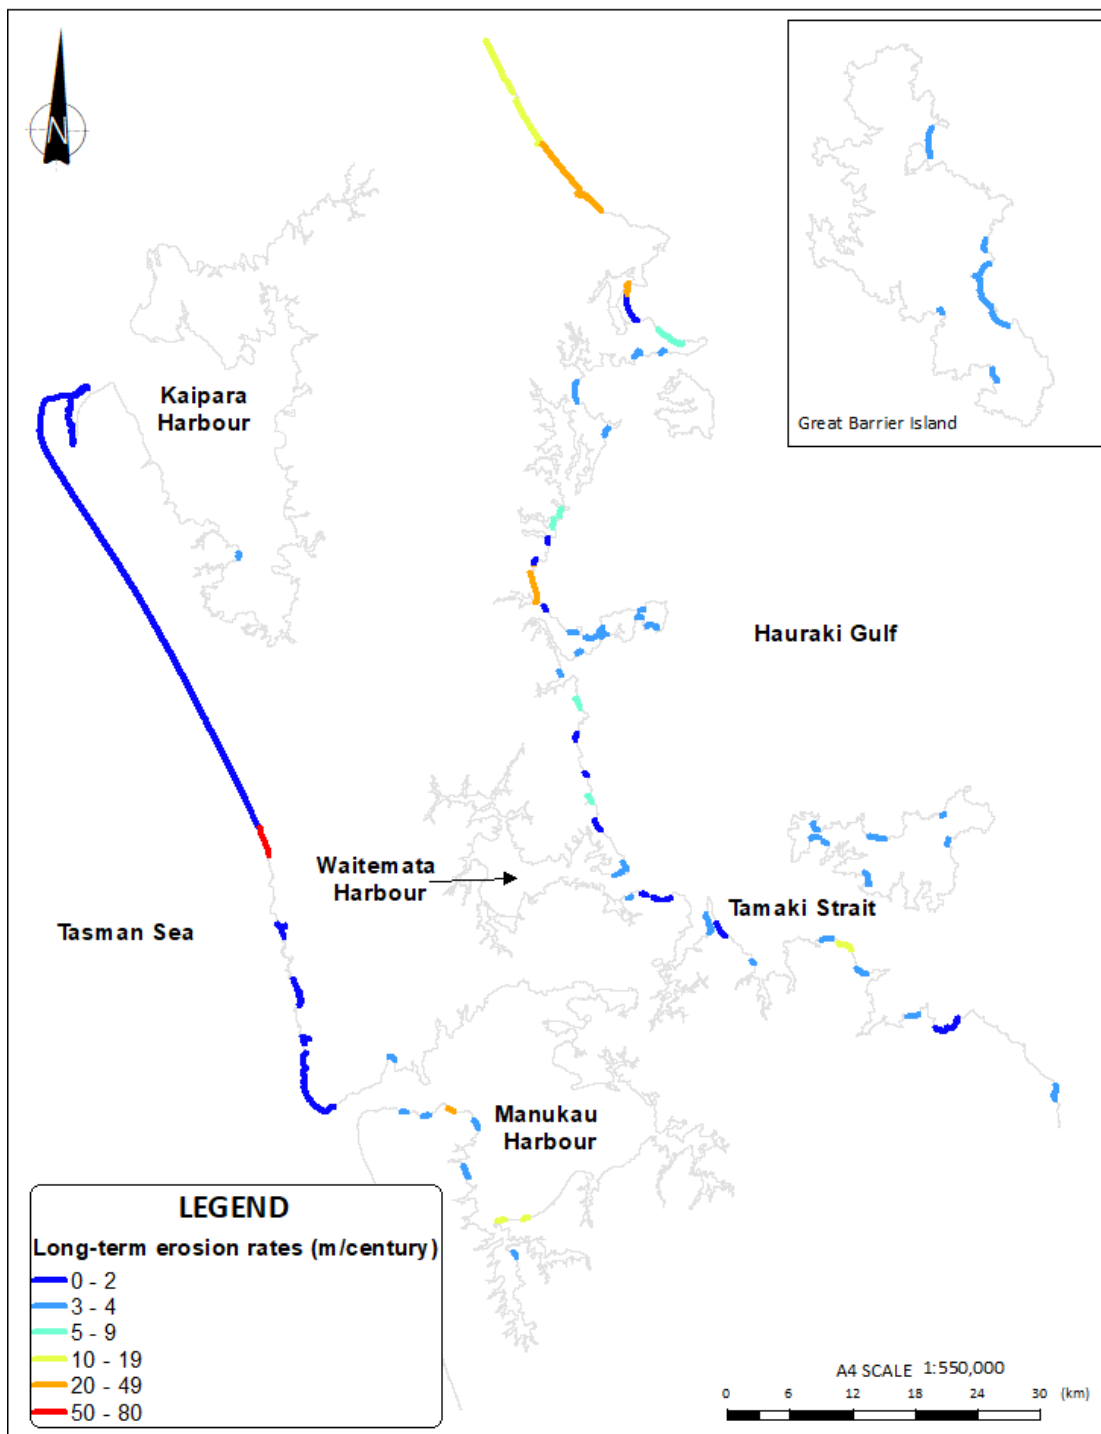 N
Great Barrier Island
Kaipara
Harbour
Hauraki Gulf
Waitemata
Harbour
Tamaki Strait
Tasman Sea
Manukau
Harbour
LEGEND
Long-term erosion rates (m/century)
0 - 2
3 - 4
5 - 9
10 - 19
20 - 49
50 - 80
A4 SCALE 1:550,000
0 6 12 18 24 30 (km)